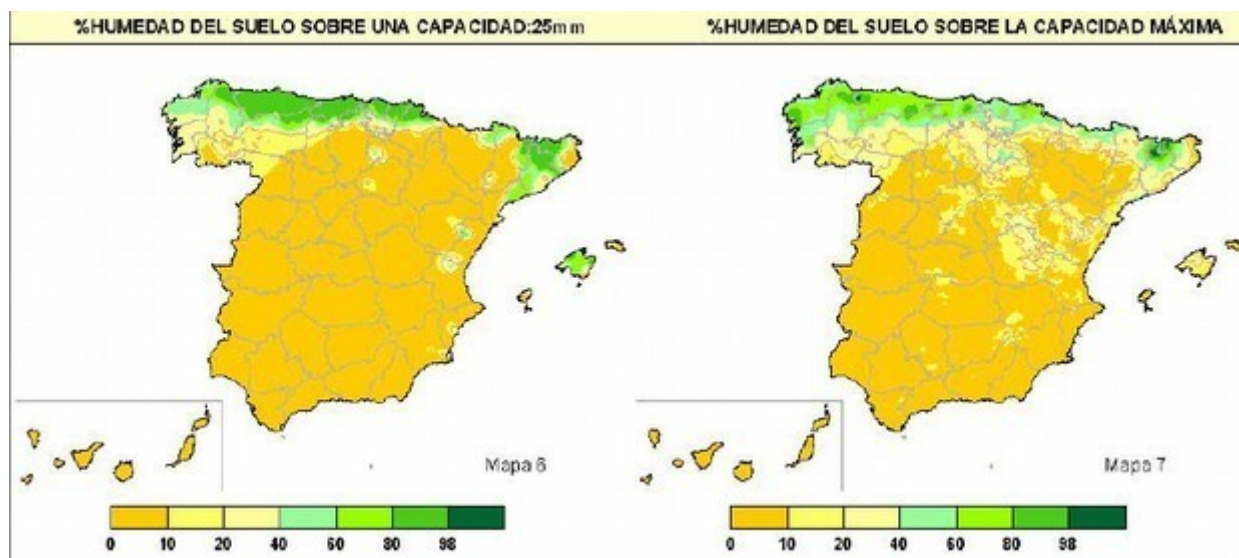 %HUMEDAD DEL SUELO SOBRE UNA CAPACIDAD:25mm
%HUMEDAD DEL SUELO SOBRE LA CAPACIDAD MÁXIMA
Mapa 6
Mapa 7
0 10 20 40 60 80 98
0 10 20 40 60 80 98